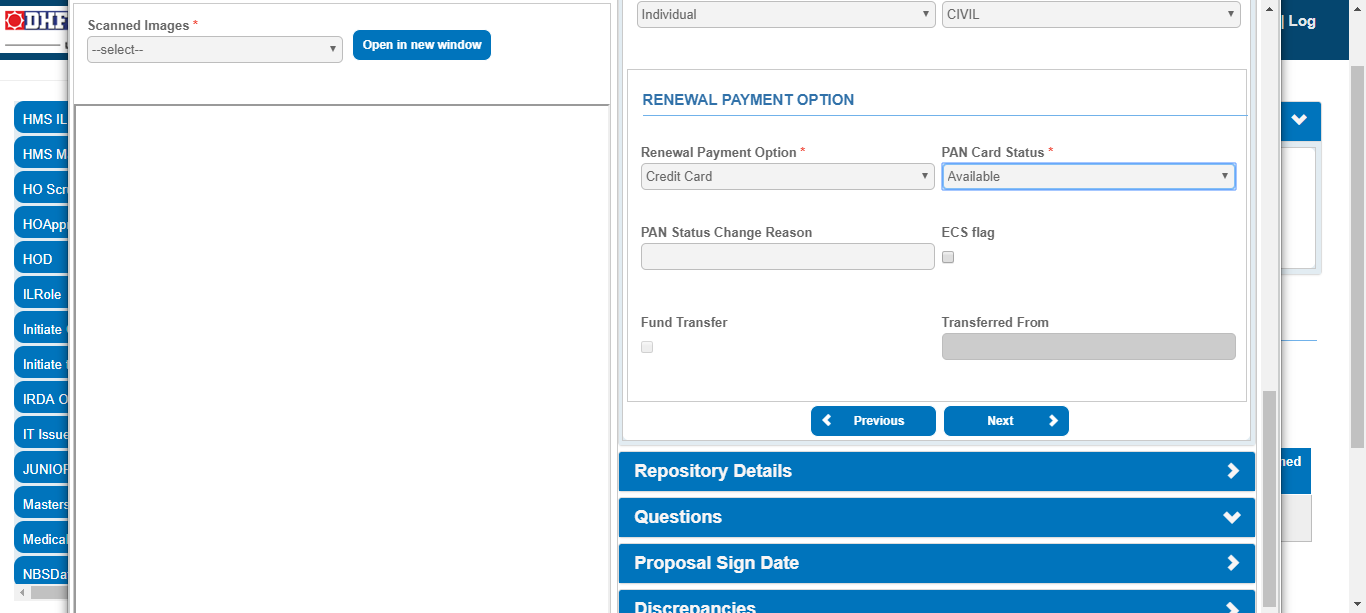 DHF
| Log
Scanned Images *
--select--
Open in new window
Individual
CIVIL
RENEWAL PAYMENT OPTION
Renewal Payment Option *
PAN Card Status *
Credit Card
Available
PAN Status Change Reason
ECS flag
Fund Transfer
Transferred From
Previous
Next
Repository Details
Questions
Proposal Sign Date
Discrepancies
HMS IL
HMS M
HO Scr
HOAppr
HOD
ILRole
Initiate
Initiate
IRDA O
IT Issue
JUNIOR
Masters
Medical
NBSDa
ned